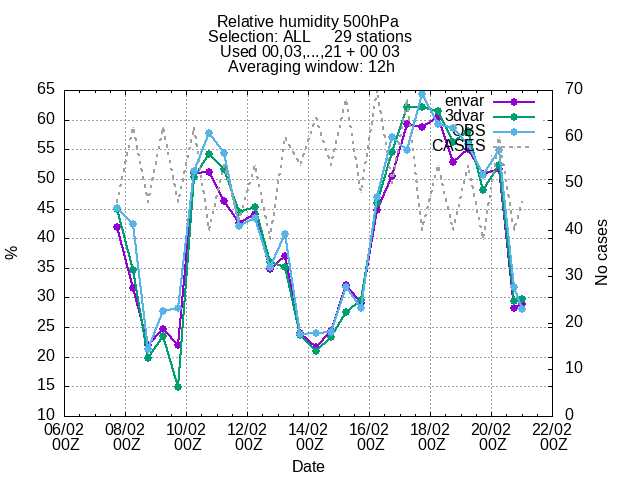 Relative humidity 500hPa
Selection: ALL 29 stations
Used 00,03,...,21 + 00 03
Averaging window: 12h
65 70
60 60
55
50 50
45
40 40
35
30 30
25
20 20
15 10
10 0
envar
3dvar
OBS
CASES
%
No cases
06/02 08/02 10/02 12/02 14/02 16/02 18/02 20/02 22/02
00Z 00Z 00Z 00Z 00Z 00Z 00Z 00Z 00Z
Date